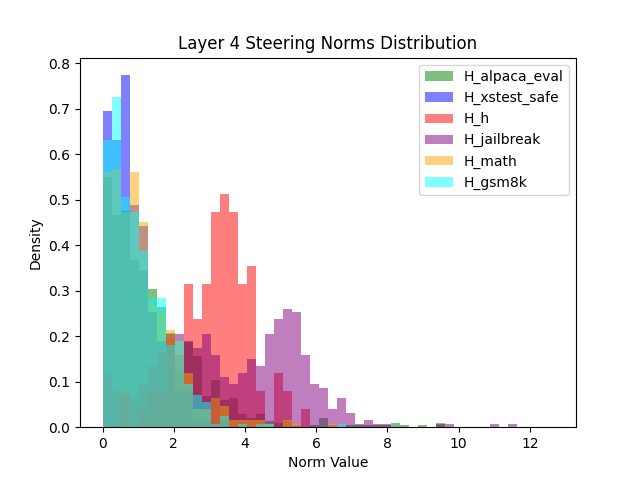 Layer 4 Steering Norms Distribution
H_alpaca_eval
H_xstest_safe
H_h
H_jailbreak
H_math
H_gsm8k
Density
0.8
0.7
0.6
0.5
0.4
0.3
0.2
0.1
0.0
0 2 4 6 8 10 12
Norm Value